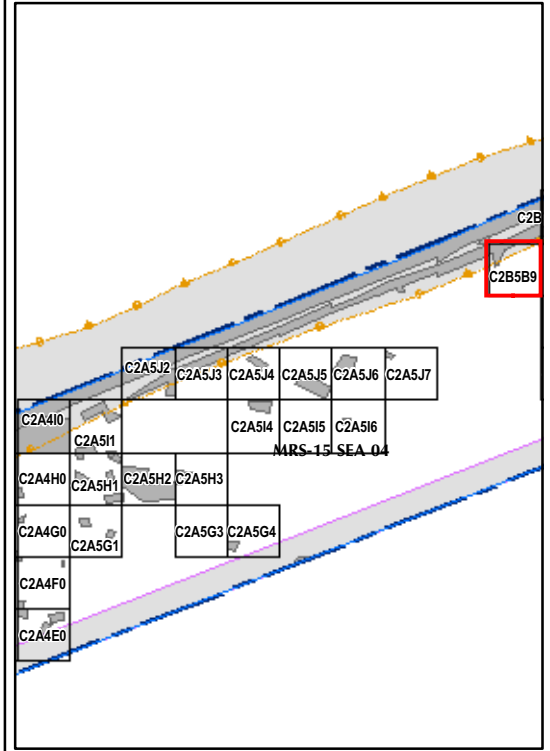 C2B
C2B5B9
C2A5J2
C2A5J3
C2A5J4
C2A5J5
C2A5J6
C2A5J7
C2A4I0
C2A5I1
C2A5I4
C2A5I5
C2A5I6
MRS-15 SEA 04
C2A4H0
C2A5H1
C2A5H2
C2A5H3
C2A4G0
C2A5G1
C2A5G3
C2A5G4
C2A4F0
C2A4E0